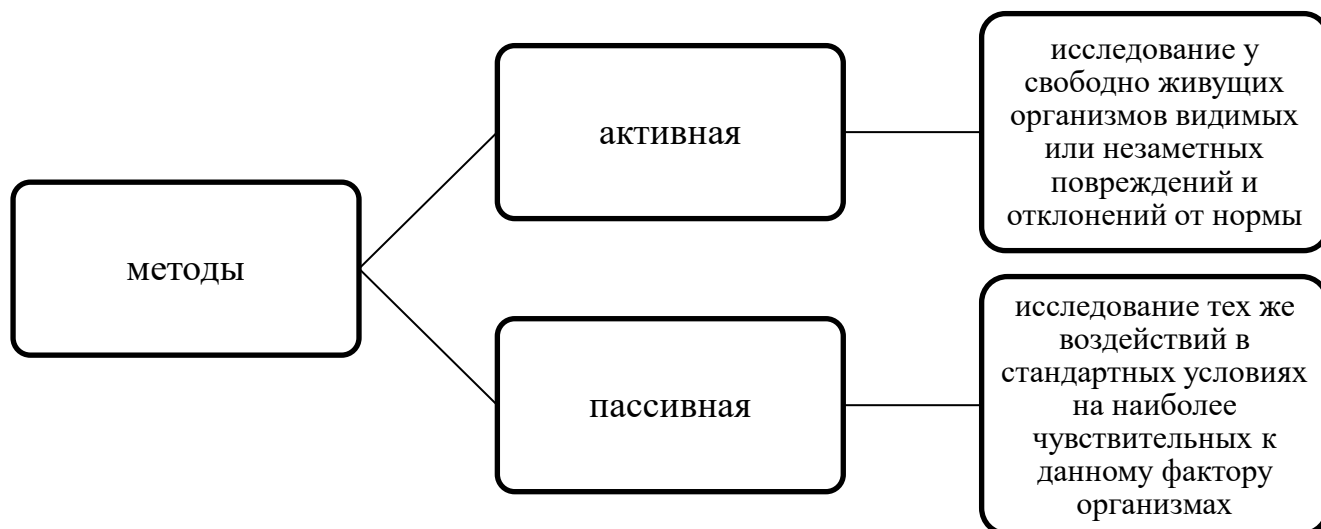 методы
активная
исследование у
свободно живущих
организмов видимых
или незаметных
повреждений и
отклонений от нормы
пассивная
исследование тех же
воздействий в
стандартных условиях
на наиболее
чувствительных к
данному фактору
организмах